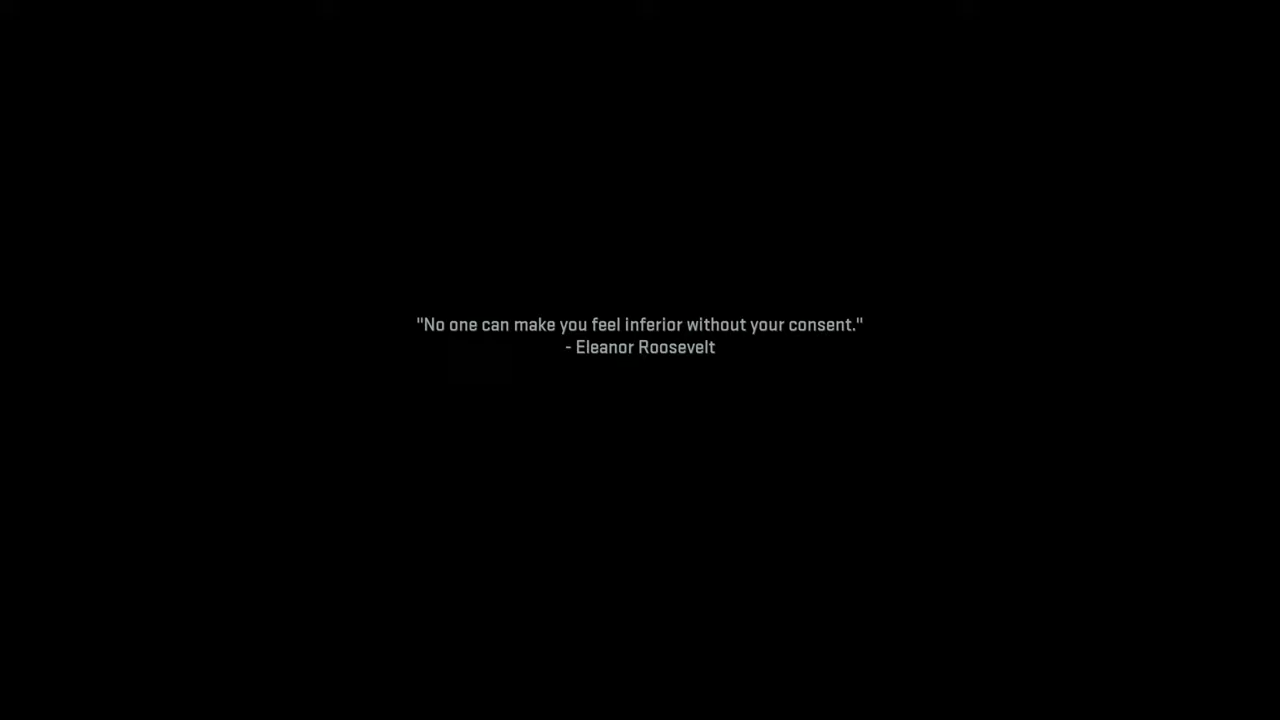 "No one can make you feel inferior without your consent."
- Eleanor Roosevelt